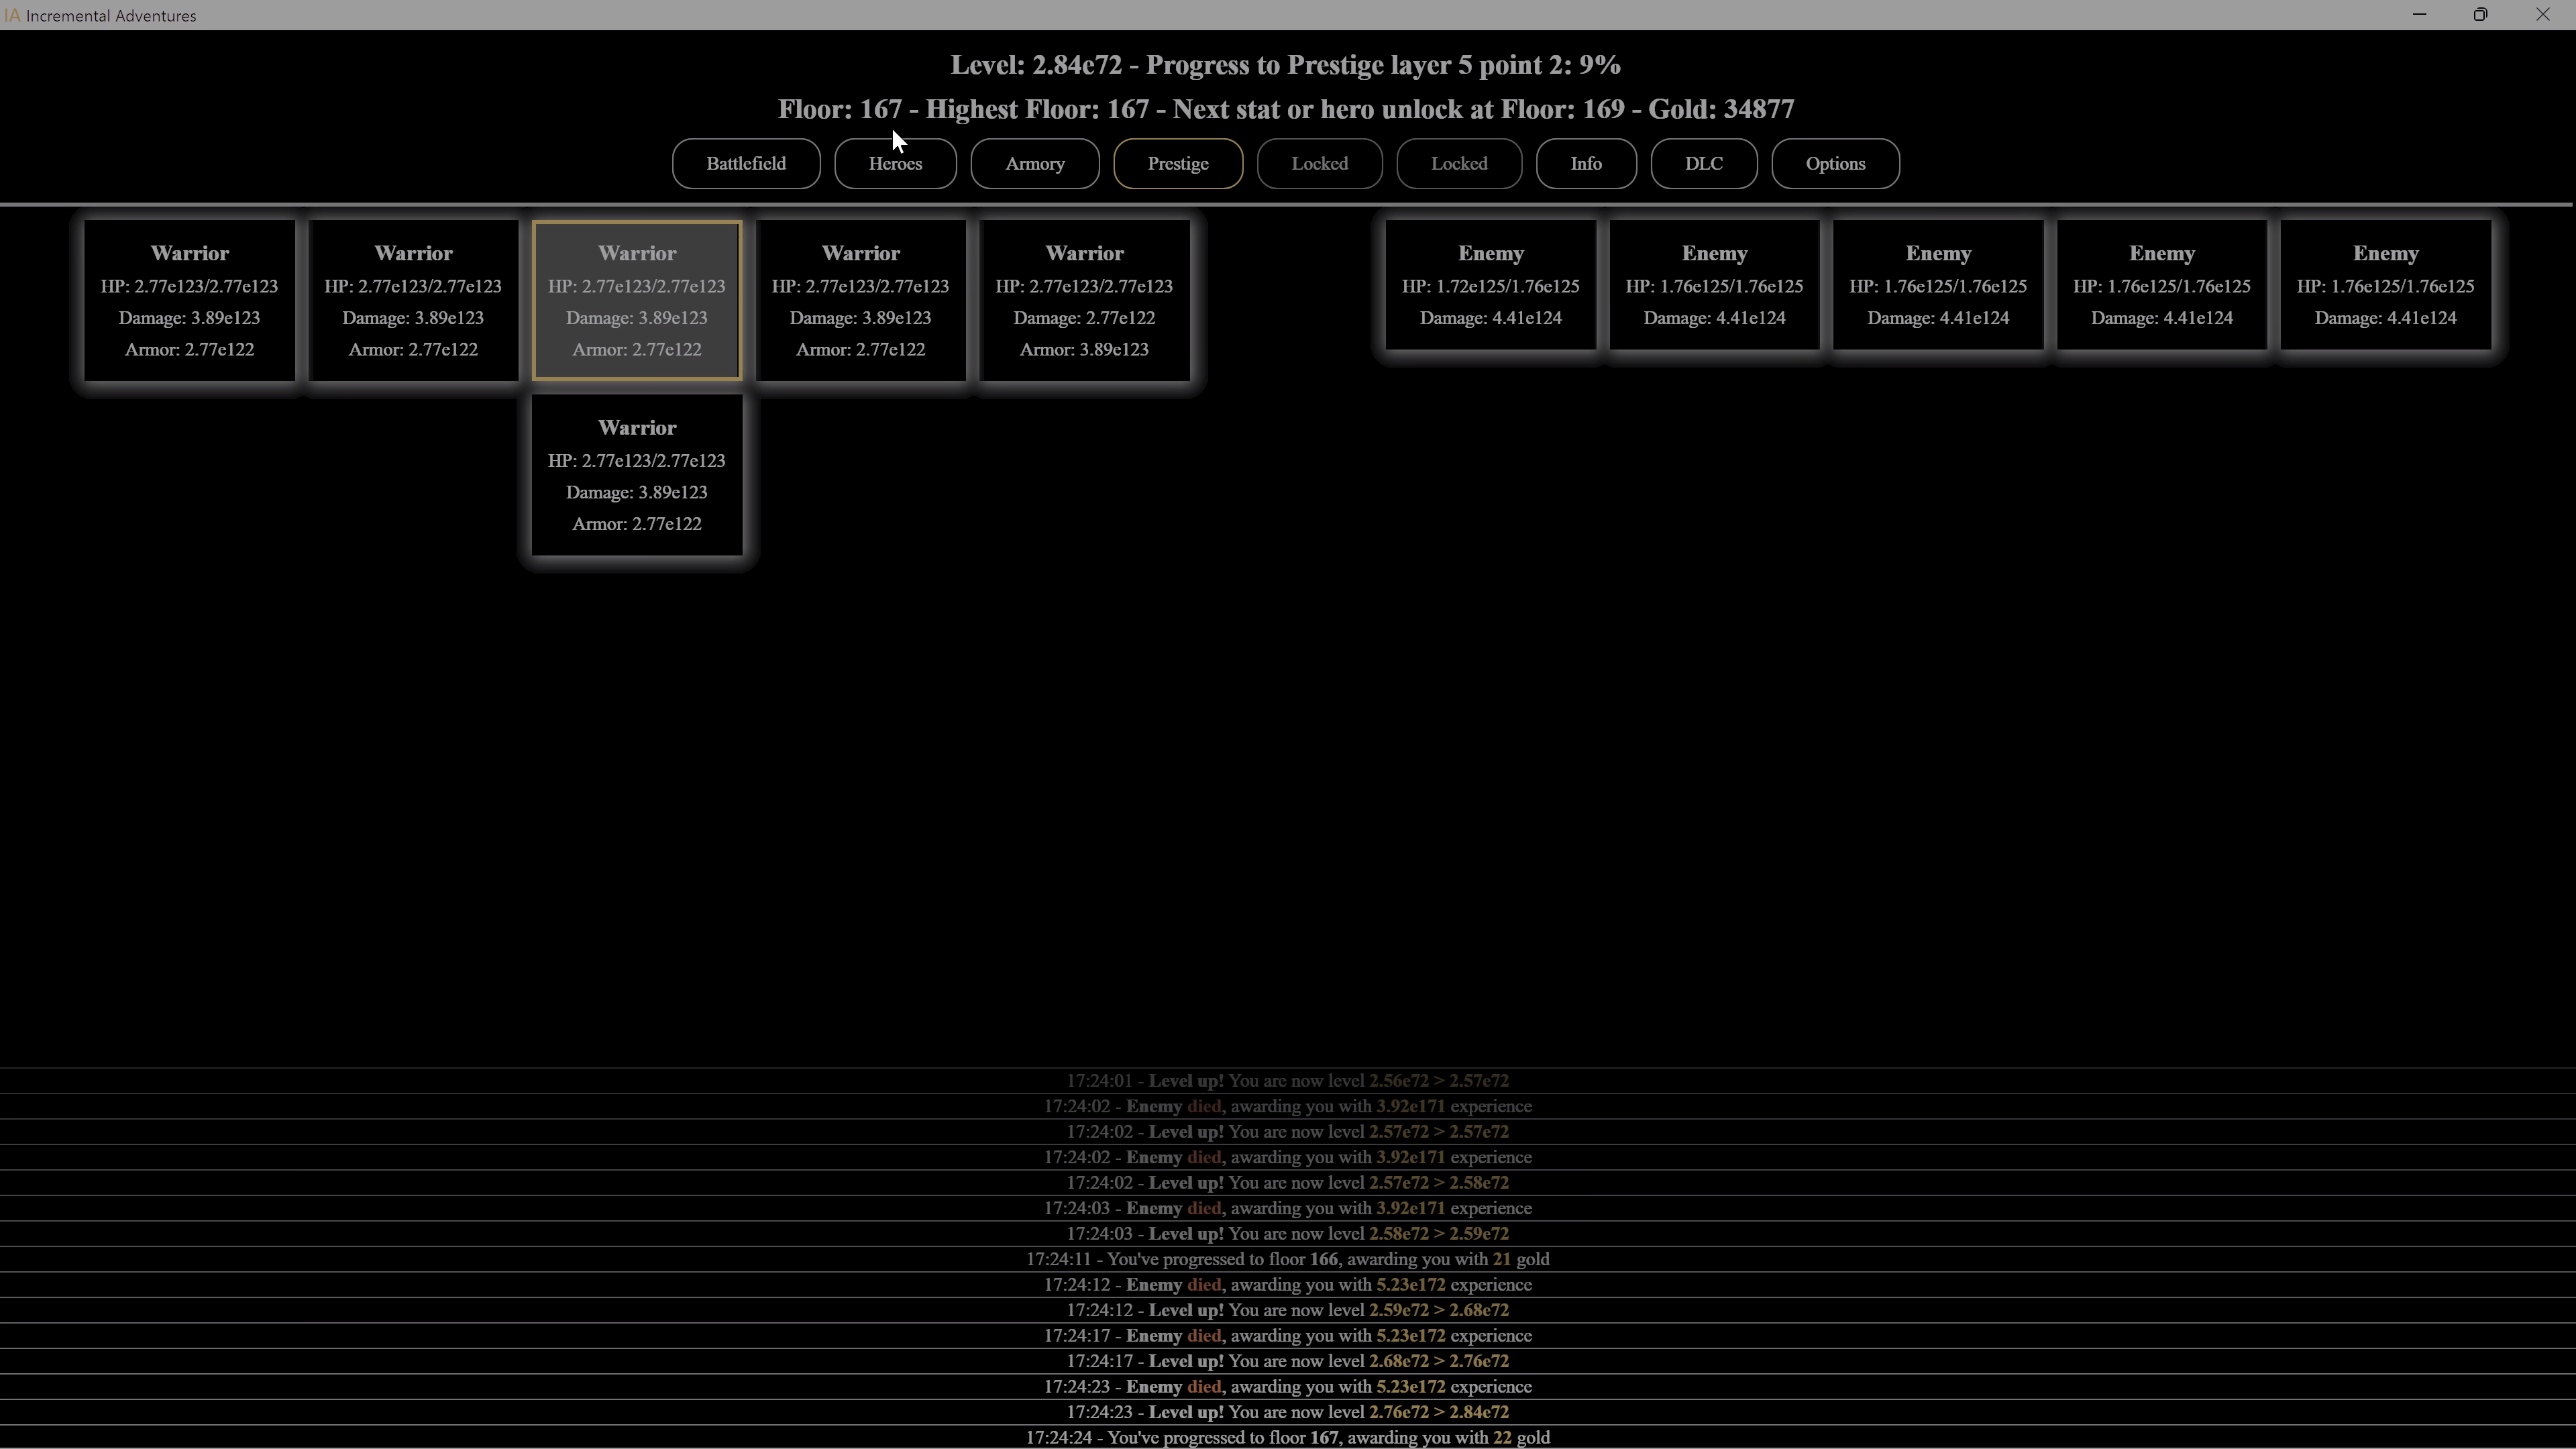 IA Incremental Adventures
Level: 2.84e72 - Progress to Prestige layer 5 point 2: 9%
Floor: 167 - Highest Floor: 167 - Next stat or hero unlock at Floor: 169 - Gold: 34877
Battlefield Heroes Armory Prestige Locked Locked Info DLC Options
Warrior Warrior Warrior Warrior Warrior Enemy Enemy Enemy Enemy Enemy
HP: 2.77e123/2.77e123 HP: 2.77e123/2.77e123 HP: 2.77e123/2.77e123 HP: 2.77e123/2.77e123 HP: 2.77e123/2.77e123 HP: 1.72e125/1.76e125 HP: 1.76e125/1.76e125 HP: 1.76e125/1.76e125 HP: 1.76e125/1.76e125 HP: 1.76e125/1.76e125
Damage: 3.89e123 Damage: 3.89e123 Damage: 3.89e123 Damage: 3.89e123 Damage: 2.77e122 Damage: 4.41e124 Damage: 4.41e124 Damage: 4.41e124 Damage: 4.41e124 Damage: 4.41e124
Armor: 2.77e122 Armor: 2.77e122 Armor: 2.77e122 Armor: 2.77e122 Armor: 3.89e123
Warrior
HP: 2.77e123/2.77e123
Damage: 3.89e123
Armor: 2.77e122
17:24:01 - Level up! You are now level 2.56e72 > 2.57e72
17:24:02 - Enemy died, awarding you with 3.92e171 experience
17:24:02 - Level up! You are now level 2.57e72 > 2.57e72
17:24:02 - Enemy died, awarding you with 3.92e171 experience
17:24:02 - Level up! You are now level 2.57e72 > 2.58e72
17:24:03 - Enemy died, awarding you with 3.92e171 experience
17:24:03 - Level up! You are now level 2.58e72 > 2.59e72
17:24:11 - You've progressed to floor 166, awarding you with 21 gold
17:24:12 - Enemy died, awarding you with 5.23e172 experience
17:24:12 - Level up! You are now level 2.59e72 > 2.68e72
17:24:17 - Enemy died, awarding you with 5.23e172 experience
17:24:17 - Level up! You are now level 2.68e72 > 2.76e72
17:24:23 - Enemy died, awarding you with 5.23e172 experience
17:24:23 - Level up! You are now level 2.76e72 > 2.84e72
17:24:24 - You've progressed to floor 167, awarding you with 22 gold